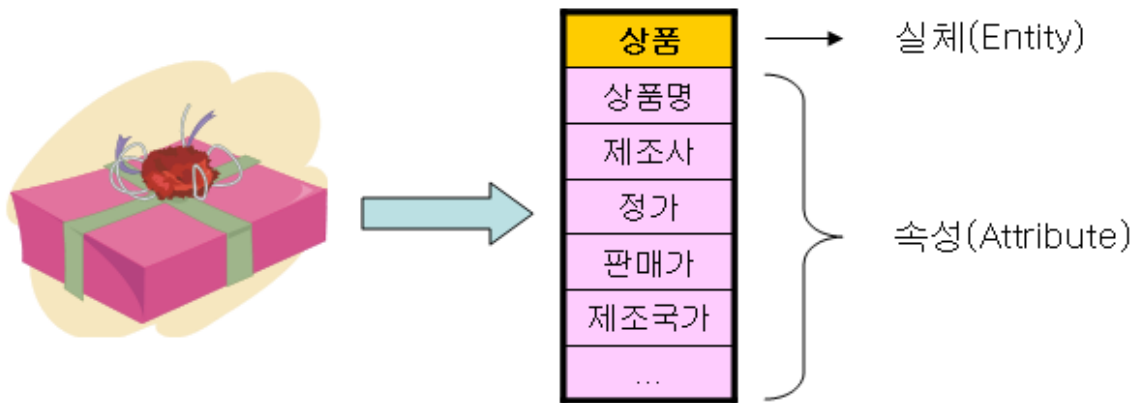 상품
실체(Entity)
상품명
제조사
정가
속성(Attribute)
판매가
제조국가
...